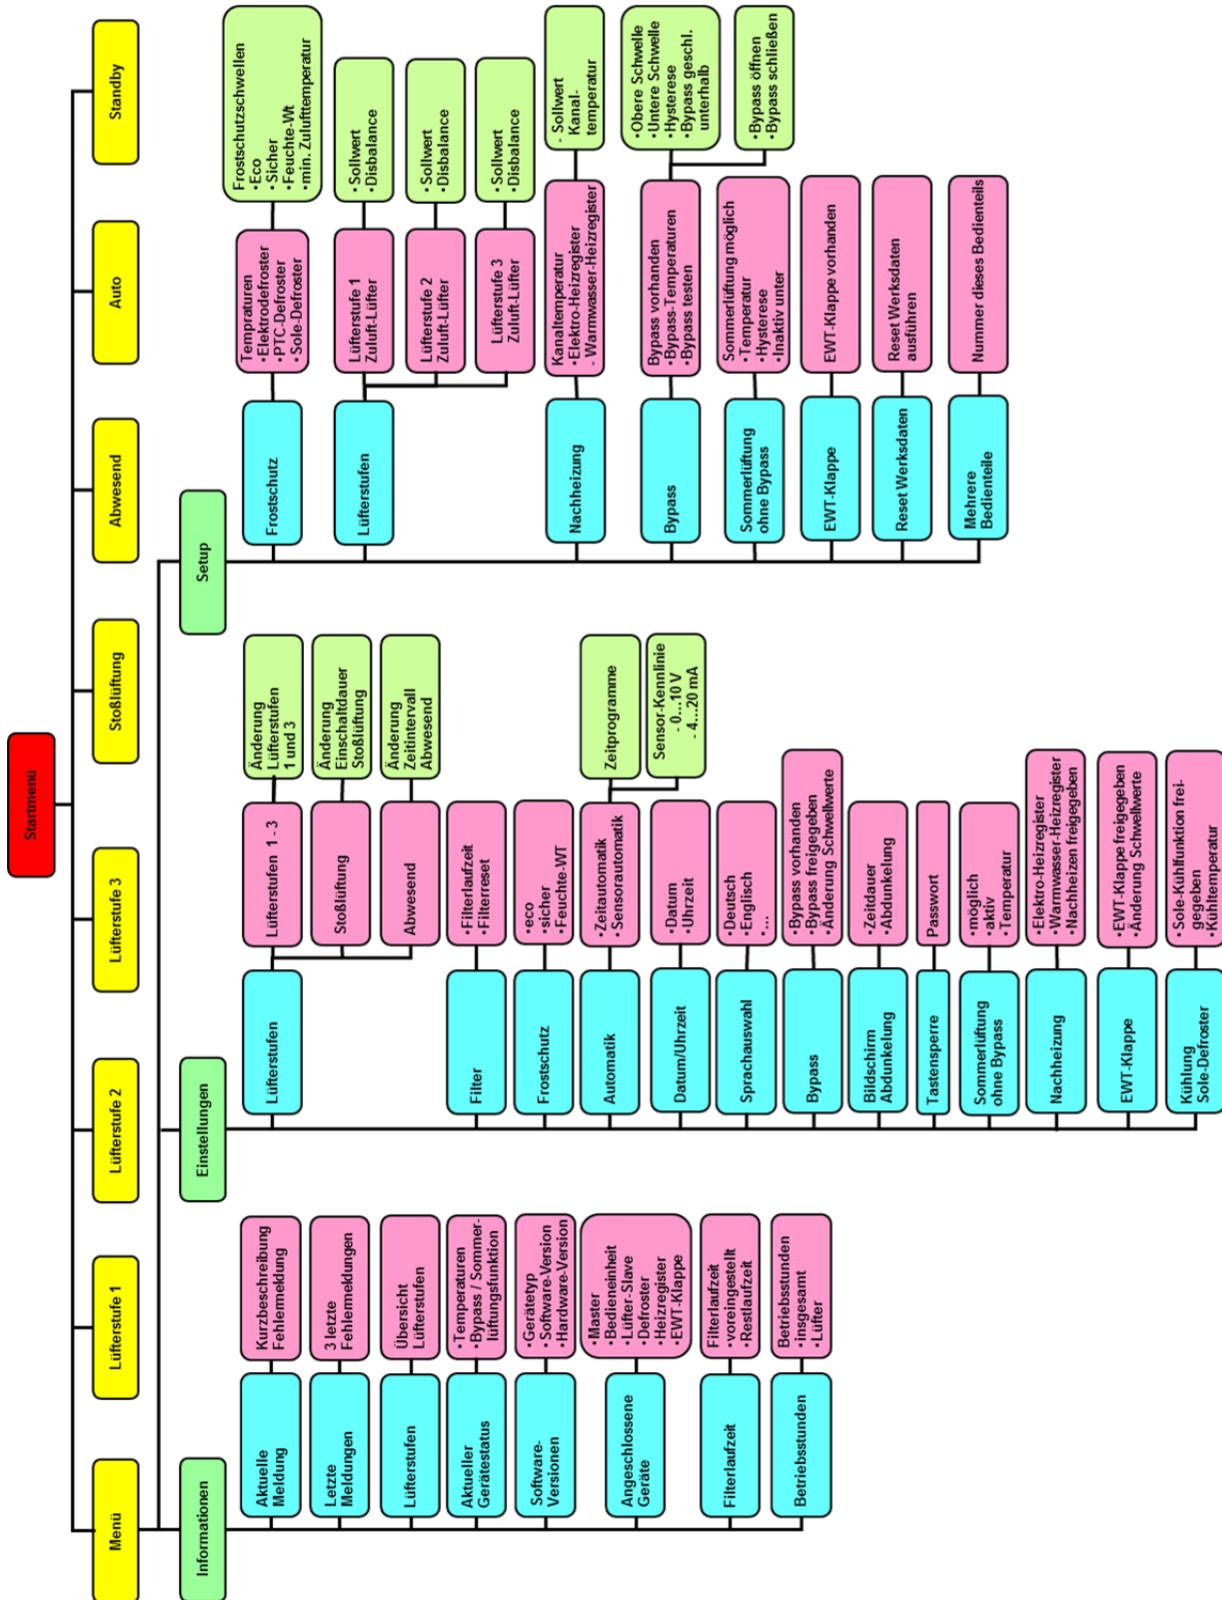 Startmenü
Menü
Lüfterstufe 1
Lüfterstufe 2
Lüfterstufe 3
Stoßlüftung
Abwesend
Auto
Standby
Informationen
Aktuelle
Meldung
Kurzbeschreibung
Fehlermeldung
Letzte
Meldungen
3 letzte
Fehlermeldungen
Lüfterstufen
Übersicht
Lüfterstufen
Aktueller
Gerätestatus
•Temperaturen
•Bypass / Sommer-
lüftungsfunktion
Software-
Versionen
•Gerätetyp
•Software-Version
•Hardware-Version
Angeschlossene
Geräte
•Master
•Bedieneinheit
•Lüfter-Slave
•Defroster
•Heizregister
•EWT-Klappe
Filterlaufzeit
Filterlaufzeit
•voreingestellt
•Restlaufzeit
Betriebsstunden
Betriebsstunden
•insgesamt
•Lüfter
Einstellungen
Lüfterstufen
Lüfterstufen 1 - 3
Änderung
Lüfterstufen
1 und 3
Stoßlüftung
Änderung
Einschaltdauer
Stoßlüftung
Abwesend
Änderung
Zeitintervall
Abwesend
Filter
•Filterlaufzeit
•Filterreset
Frostschutz
•eco
•sicher
•Feuchte-WT
Automatik
•Zeitautomatik
•Sensorautomatik
Zeitprogramme
Sensor-Kennlinie
- 0...10 V
- 4...20 mA
Datum/Uhrzeit
•Datum
•Uhrzeit
Sprachauswahl
•Deutsch
•Englisch
•...
Bypass
•Bypass vorhanden
•Bypass freigegeben
•Änderung Schwellwerte
Bildschirm
Abdunkelung
•Zeitdauer
•Abdunkelung
Tastensperre
Passwort
Sommerlüftung
ohne Bypass
•möglich
•aktiv
•Temperatur
Nachheizung
•Elektro-Heizregister
•Warmwasser-Heizregister
•Nachheizen freigegeben
EWT-Klappe
•EWT-Klappe freigegeben
•Änderung Schwellwerte
Kühlung
Sole-Defroster
•Sole-Kühlfunktion frei-
gegeben
•Kühltemperatur
Setup
Frostschutz
Tempraturen
•Elektrodefroster
•PTC-Defroster
•Sole-Defroster
Frostschutzschwellen
•Eco
•Sicher
•Feuchte-Wt
•min. Zulufttemperatur
Lüfterstufen
Lüfterstufe 1
Zuluft-Lüfter
•Sollwert
•Disbalance
Lüfterstufe 2
Zuluft-Lüfter
•Sollwert
•Disbalance
Lüfterstufe 3
Zuluft-Lüfter
•Sollwert
•Disbalance
Nachheizung
Kanaltemperatur
•Elektro-Heizregister
- Warmwasser-Heizregister
- Sollwert
Kanal-
temperatur
Bypass
Bypass vorhanden
•Bypass-Temperaturen
•Bypass testen
•Obere Schwelle
•Untere Schwelle
•Hysterese
•Bypass geschl.
unterhalb
•Bypass öffnen
•Bypass schließen
Sommerlüftung
ohne Bypass
Sommerlüftung möglich
•Temperatur
•Hysterese
•Inaktiv unter
EWT-Klappe
EWT-Klappe vorhanden
Reset Werksdaten
Reset Werksdaten
ausführen
Mehrere
Bedienteile
Nummer dieses Bedienteils